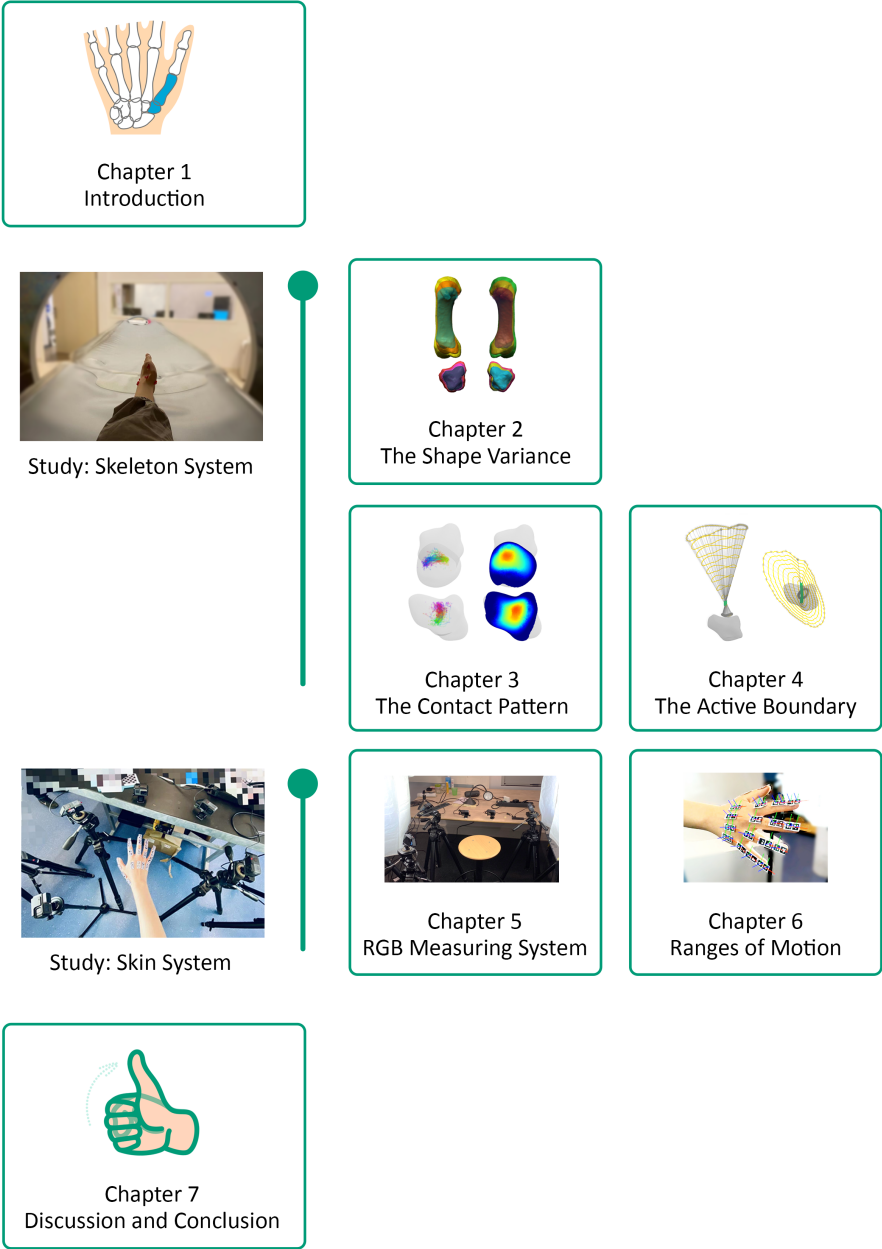 Chapter 1
Introduction
Study: Skeleton System
Chapter 2
The Shape Variance
Chapter 3
The Contact Pattern
Chapter 4
The Active Boundary
Study: Skin System
Chapter 5
RGB Measuring System
Chapter 6
Ranges of Motion
Chapter 7
Discussion and Conclusion